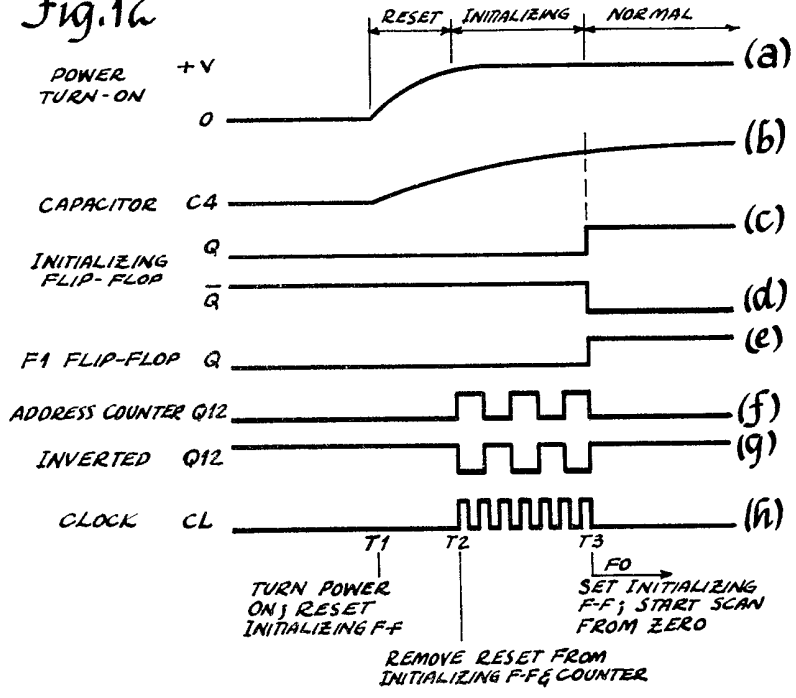 Fig.12
RESET INITIALIZING NORMAL
POWER
TURN-ON
+V
0
(a)
CAPACITOR C4
(b)
INITIALIZING
FLIP-FLOP
Q
(c)
Q̅
(d)
F1 FLIP-FLOP Q
(e)
ADDRESS COUNTER Q12
(f)
INVERTED Q12
(g)
CLOCK CL
(h)
T1 T2 T3
TURN POWER
ON; RESET
INITIALIZING F-f
F0
SET INITIALIZING
F-F; START SCAN
FROM ZERO
REMOVE RESET FROM
INITIALIZING F-F & COUNTER